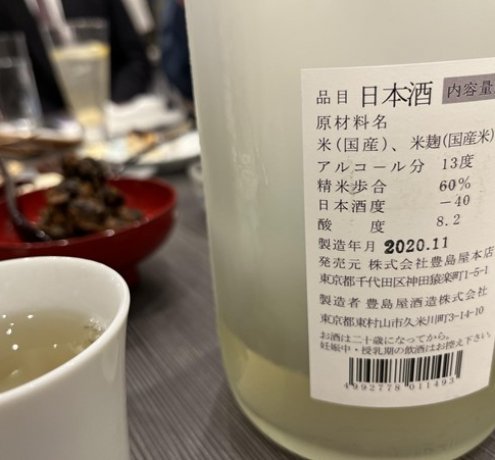 品目 日本酒 内容量
原材料名
米(国産)、米麹(国産米)
アルコール分 13度
精米歩合 60%
日本酒度 -40
酸度 8.2
製造年月 2020.11
発売元 株式会社豊島屋本店
東京都千代田区神田猿楽町1-5-1
製造者 豊島屋酒造株式会社
東京都東村山市久米川町3-14-10
お酒は二十歳になってから。
妊娠中・授乳期の飲酒はお控え下さい。
4992778 011493